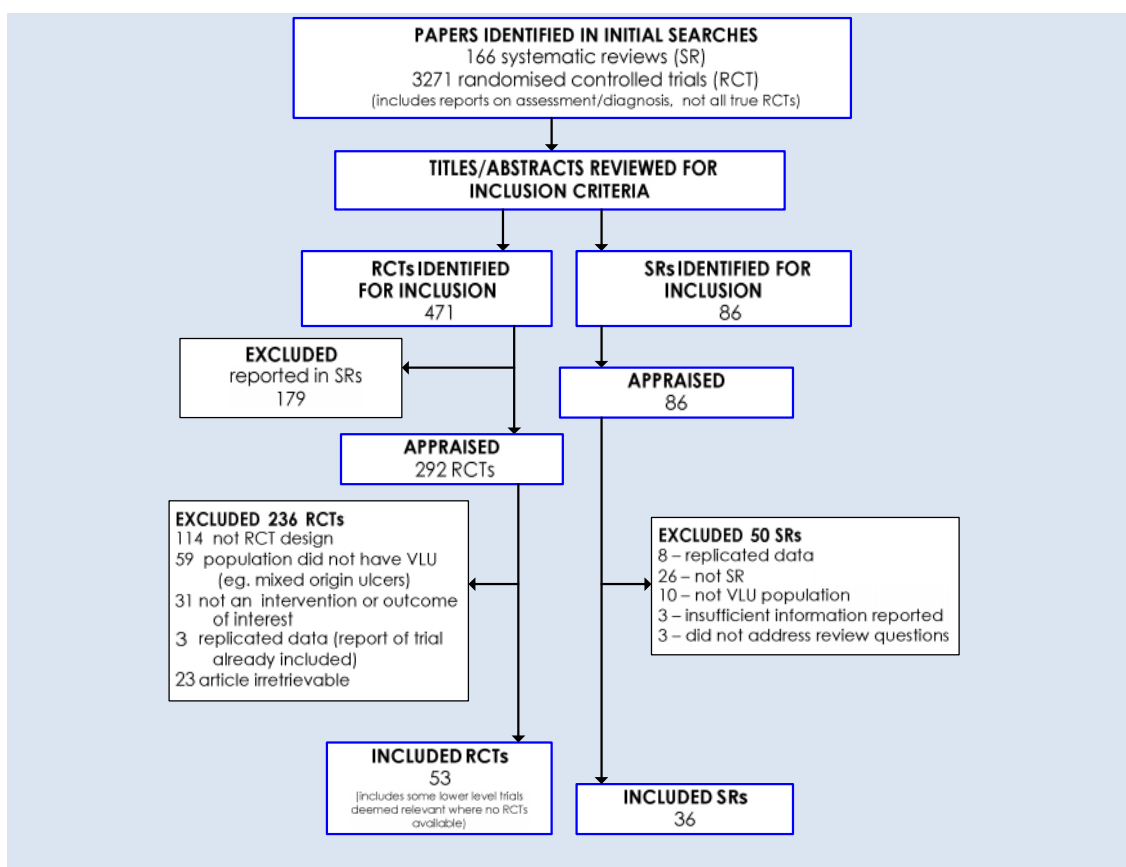 PAPERS IDENTIFIED IN INITIAL SEARCHES
166 systematic reviews (SR)
3271 randomised controlled trials (RCT)
(includes reports on assessment/diagnosis, not all true RCTs)
TITLES/ABSTRACTS REVIEWED FOR
INCLUSION CRITERIA
RCTs IDENTIFIED
FOR INCLUSION
471
SRs IDENTIFIED FOR
INCLUSION
86
EXCLUDED
reported in SRs
179
APPRAISED
86
APPRAISED
292 RCTs
EXCLUDED 236 RCTs
114 not RCT design
59 population did not have VLU
(eg. mixed origin ulcers)
31 not an intervention or outcome
of interest
3 replicated data (report of trial
already included)
23 article irretrievable
EXCLUDED 50 SRs
8 – replicated data
26 – not SR
10 – not VLU population
3 – insufficient information reported
3 – did not address review questions
INCLUDED RCTs
53
(includes some lower level trials
deemed relevant where no RCTs
available)
INCLUDED SRs
36